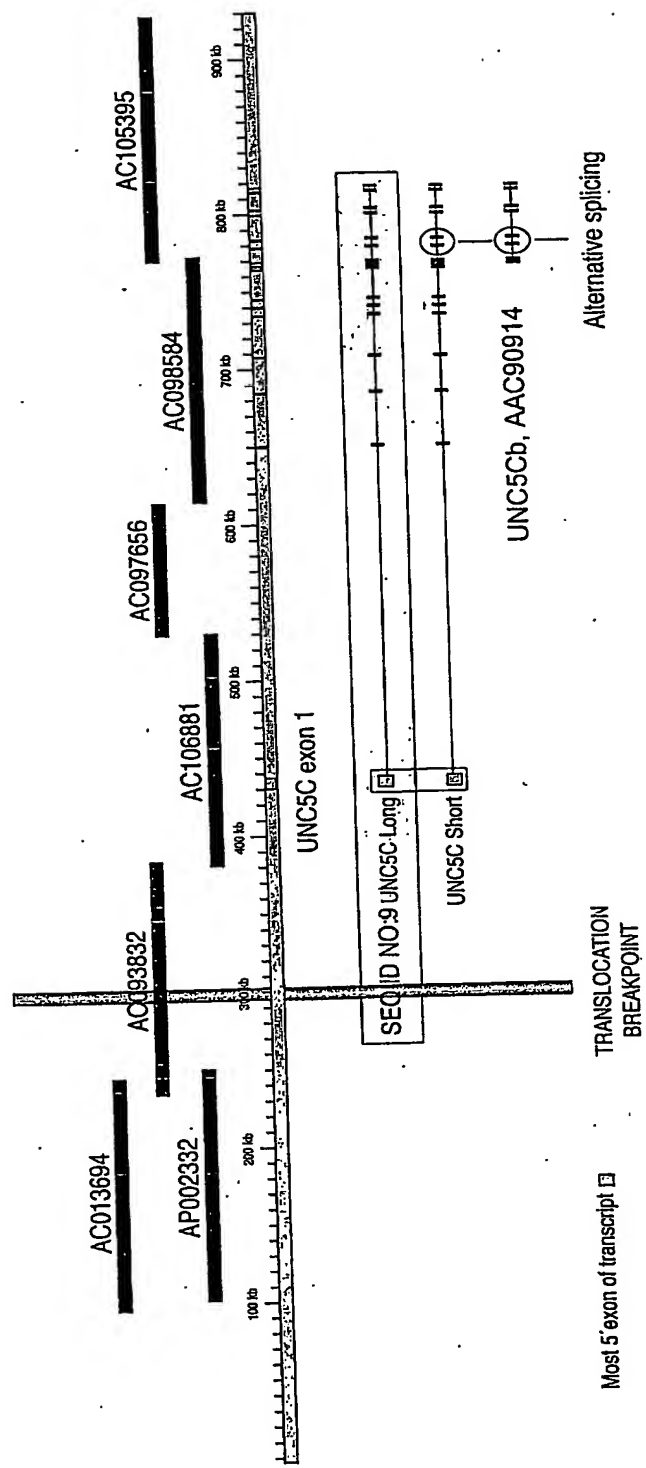 AC013694
AC093832
AC097656
AC105395
AP002332
AC106881
AC098584
100 kb
200 kb
300 kb
400 kb
500 kb
600 kb
700 kb
800 kb
900 kb
UNC5C exon 1
SEQ ID NO:9 UNC5C-Long
UNC5C Short
UNC5Cb, AAC90914
Most 5' exon of transcript
TRANSLOCATION
BREAKPOINT
Alternative splicing